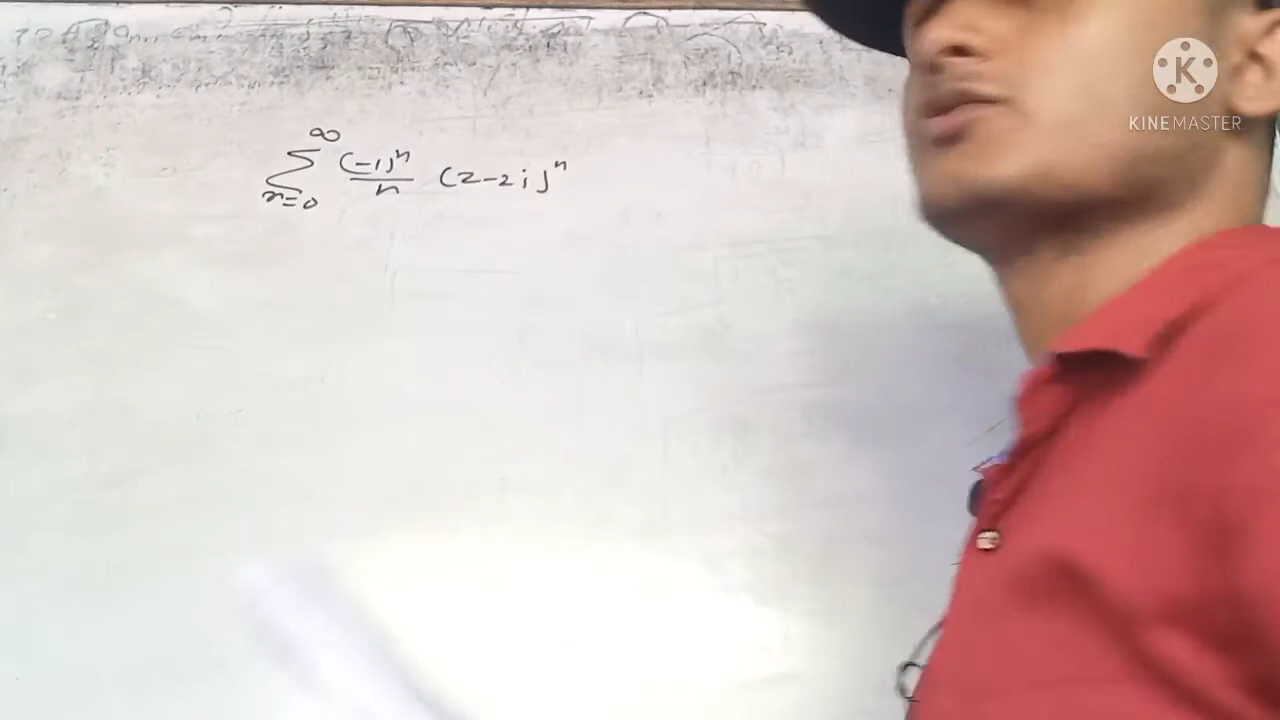 ∞
∑ (-1)^n / n (z-2i)^n
n=0
KINEMASTER